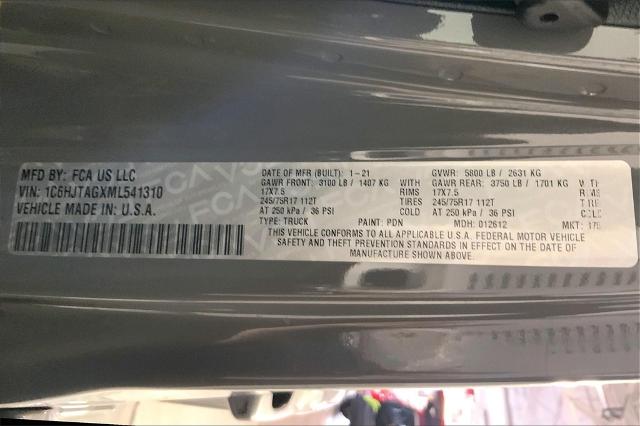 MFD BY: FCA US LLC
VIN: 1C6HJTAGXML541310
VEHICLE MADE IN: U.S.A.
DATE OF MFR (BUILT): 1-21 GVWR: 5800 LB / 2631 KG
GAWR FRONT: 3100 LB / 1407 KG WITH GAWR REAR: 3750 LB / 1701 KG
17X7.5 RIMS 17X7.5
245/75R17 112T TIRES 245/75R17 112T
AT 250 kPa / 36 PSI COLD AT 250 kPa / 36 PSI
TYPE: TRUCK PAINT: PDN MDH: 012612 MKT:
THIS VEHICLE CONFORMS TO ALL APPLICABLE U.S.A. FEDERAL MOTOR VEHICLE
SAFETY AND THEFT PREVENTION STANDARDS IN EFFECT ON THE DATE OF
MANUFACTURE SHOWN ABOVE.